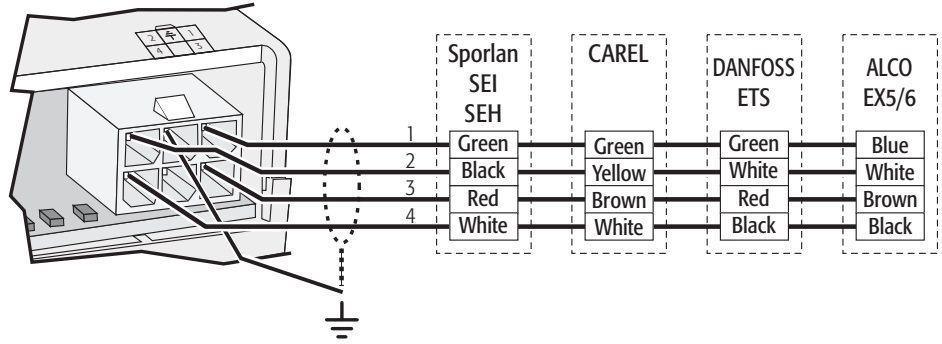 2 1
4 3
Sporlan
SEI
SEH
CAREL
DANFOSS
ETS
ALCO
EX5/6
1 Green Green Green Blue
2 Black Yellow White White
3 Red Brown Red Brown
4 White White Black Black